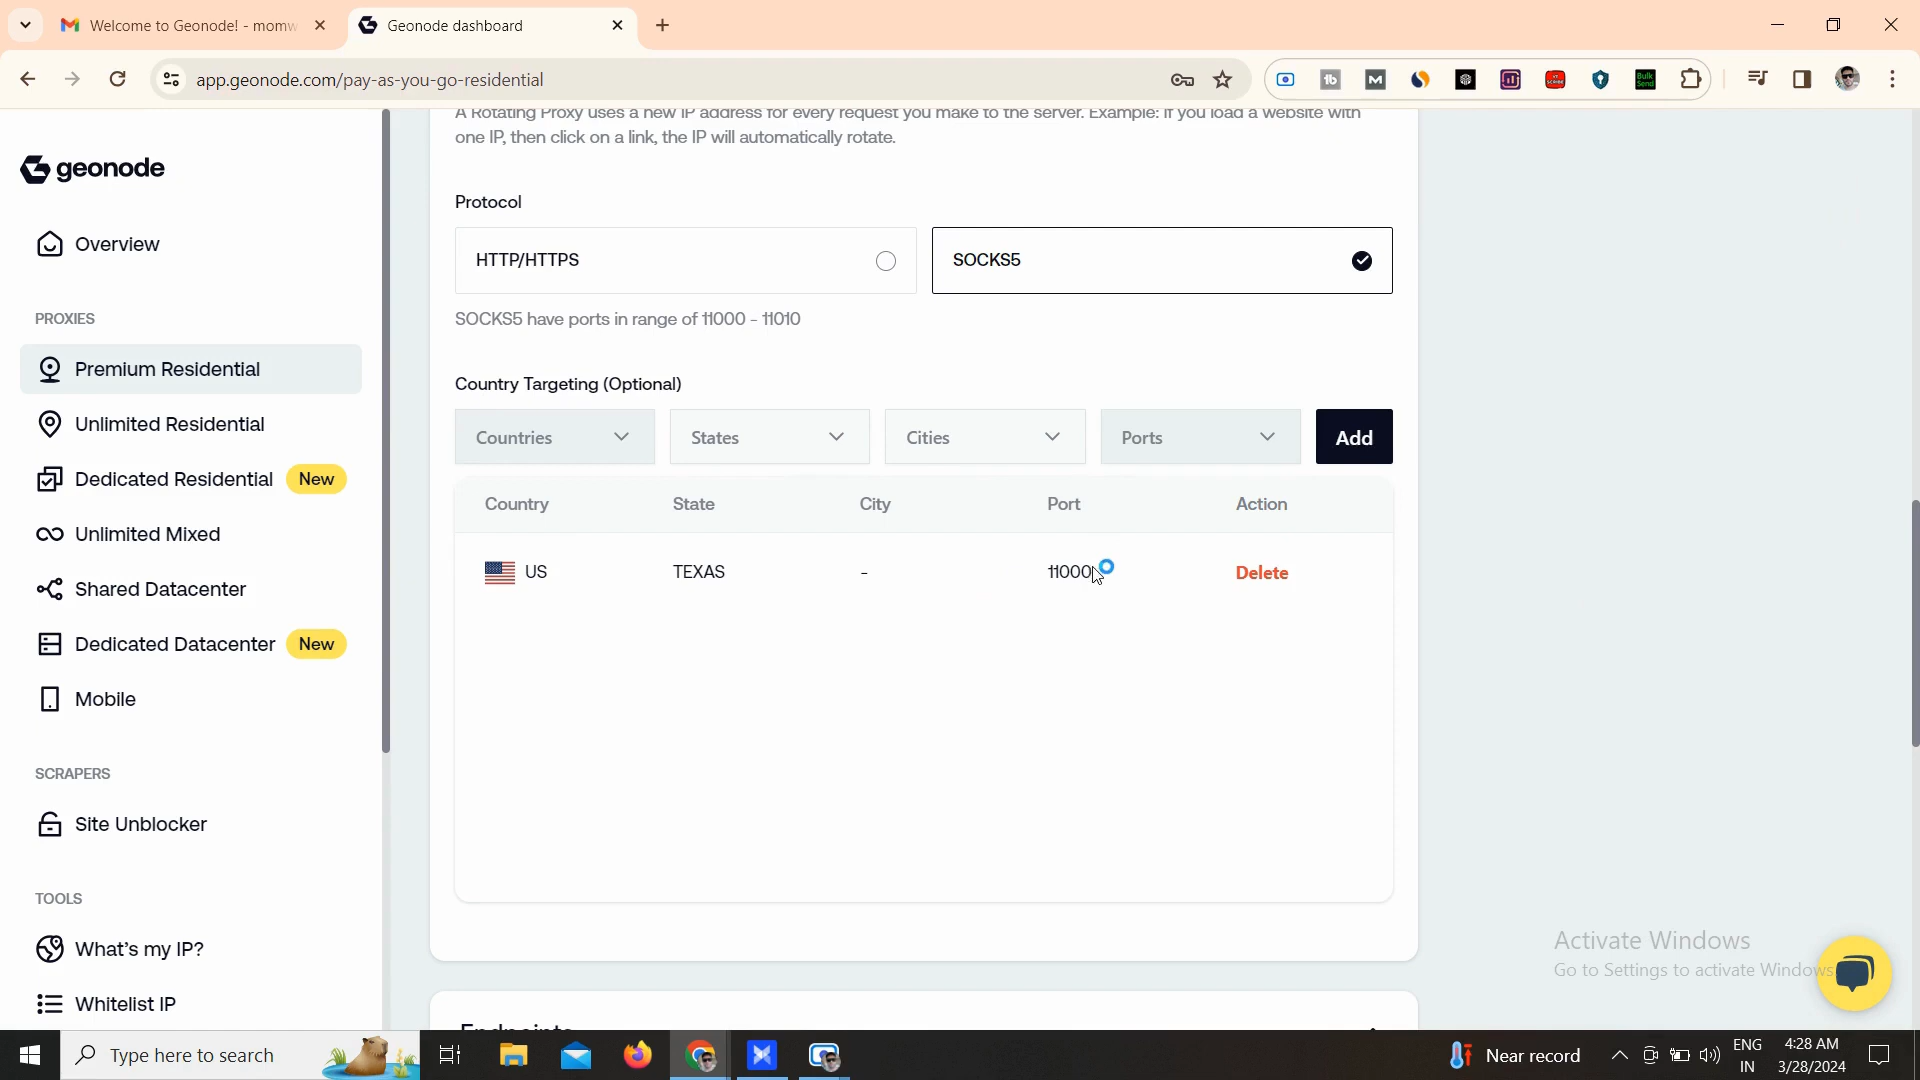 Welcome to Geonode! - momw
Geonode dashboard
app.geonode.com/pay-as-you-go-residential
A Rotating Proxy uses a new IP address for every request you make to the server. Example: If you load a website with
one IP, then click on a link, the IP will automatically rotate.
geonode
Overview
PROXIES
Premium Residential
Unlimited Residential
Dedicated Residential New
Unlimited Mixed
Shared Datacenter
Dedicated Datacenter New
Mobile
SCRAPERS
Site Unblocker
TOOLS
What's my IP?
Whitelist IP
Protocol
HTTP/HTTPS
SOCKS5
SOCKS5 have ports in range of 11000 - 11010
Country Targeting (Optional)
Countries States Cities Ports Add
Country State City Port Action
US TEXAS - 11000 Delete
Endpoints
Activate Windows
Go to Settings to activate Windows
Type here to search
Near record
ENG
IN
4:28 AM
3/28/2024